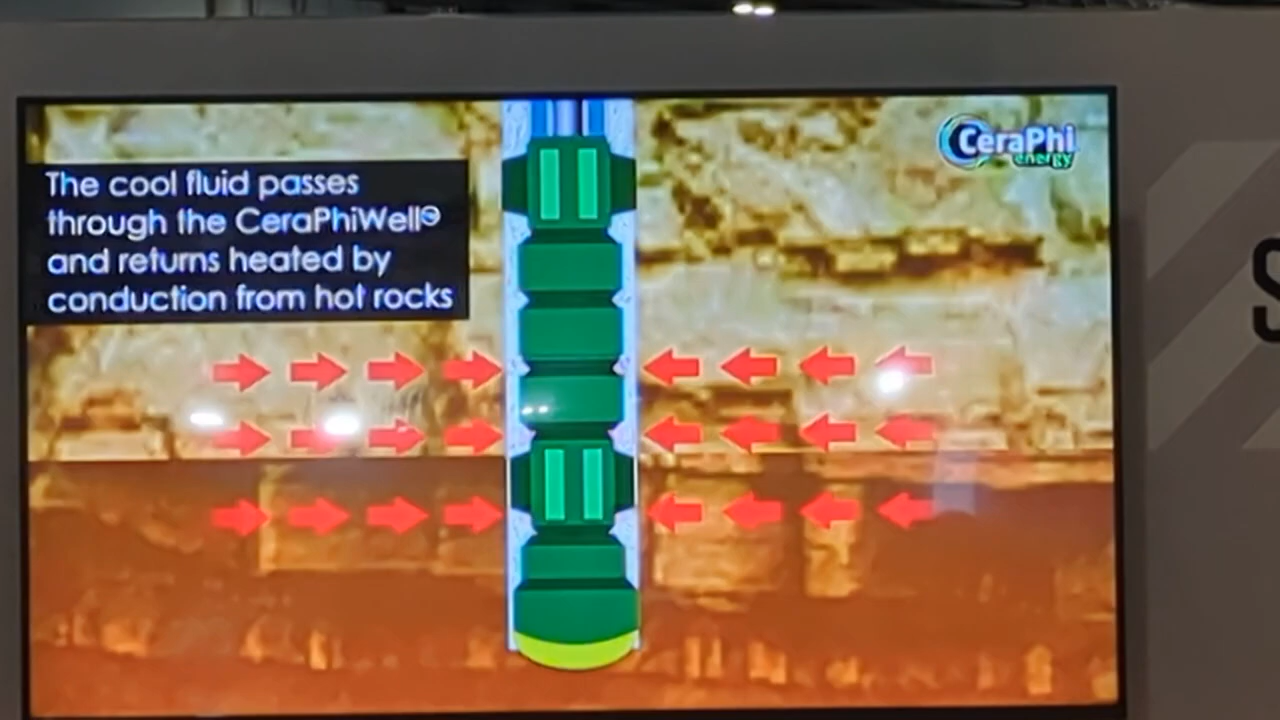 The cool fluid passes
through the CeraPhiWell®
and returns heated by
conduction from hot rocks
CeraPhi
energy
S